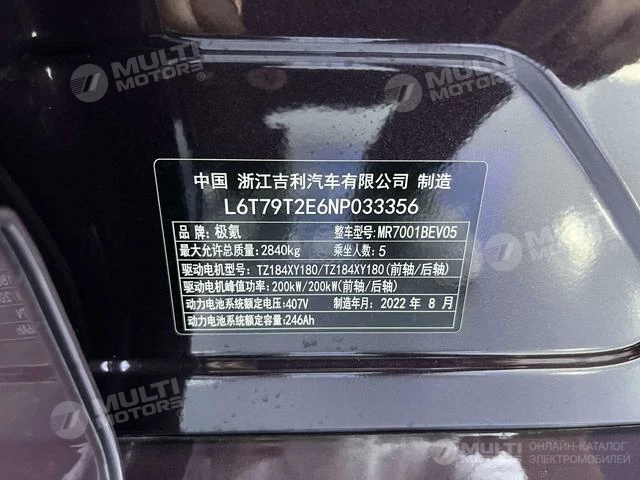 MULTI
MOTORS
MULTI
MOTORS
中国 浙江吉利汽车有限公司 制造
L6T79T2E6NP033356
品 牌: 极氪 整车型号: MR7001BEV05
最大允许总质量: 2840kg 乘坐人数: 5
驱动电机型号: TZ184XY180/TZ184XY180(前轴/后轴)
驱动电机峰值功率: 200kW/200kW(前轴/后轴)
动力电池系统额定电压: 407V 制造年月: 2022 年 8 月
动力电池系统额定容量: 246Ah
MULTI
MOTORS
MULTI
MOTORS
ОНЛАЙН-КАТАЛОГ
ЭЛЕКТРОМОБИЛЕЙ